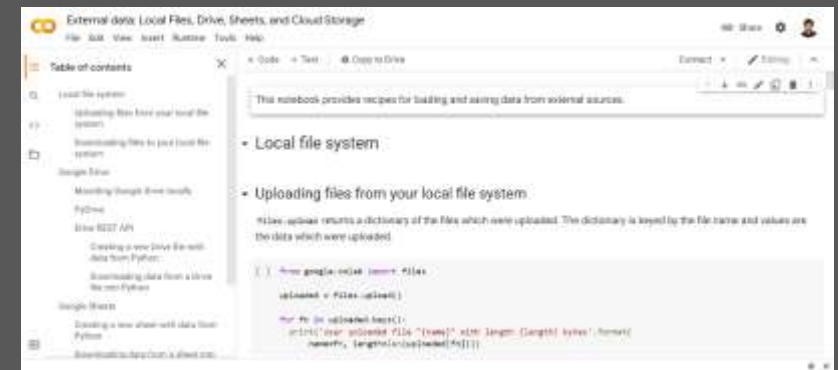 External data: Local Files, Drive, Sheets, and Cloud Storage
File Edit View Insert Runtime Tools Help
Share
Table of contents
+ Code + Text Copy to Drive
Connect
Editing
Local file system
Uploading files from your local file
system
Downloading files to your local file
system
Google Drive
Mounting Google Drive locally
PyDrive
Drive REST API
Creating a new Drive file with
data from Python
Downloading data from a Drive
file into Python
Google Sheets
Creating a new sheet with data from
Python
Downloading data from a sheet into
This notebook provides recipes for loading and saving data from external sources.
Local file system
Uploading files from your local file system
files.upload returns a dictionary of the files which were uploaded. The dictionary is keyed by the file name and values are
the data which were uploaded.
[ ] from google.colab import files
uploaded = files.upload()
for fn in uploaded.keys():
print('User uploaded file "{name}" with length {length} bytes'.format(
name=fn, length=len(uploaded[fn])))